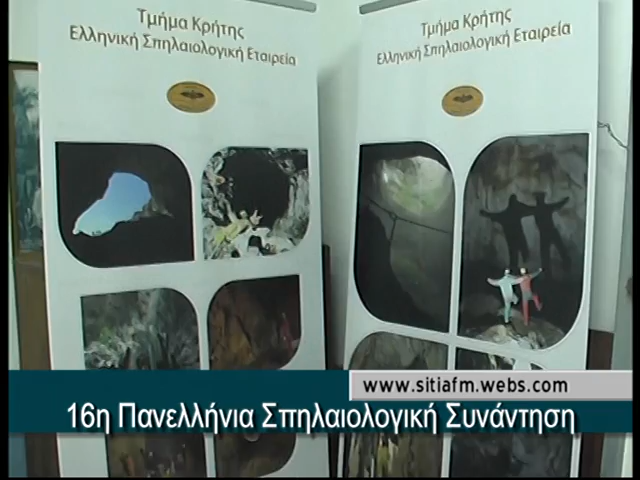 Τμήμα Κρήτης
Ελληνική Σπηλαιολογική Εταιρεία
Τμήμα Κρήτης
Ελληνική Σπηλαιολογική Εταιρεία
www.sitiafm.webs.com
16η Πανελλήνια Σπηλαιολογική Συνάντηση